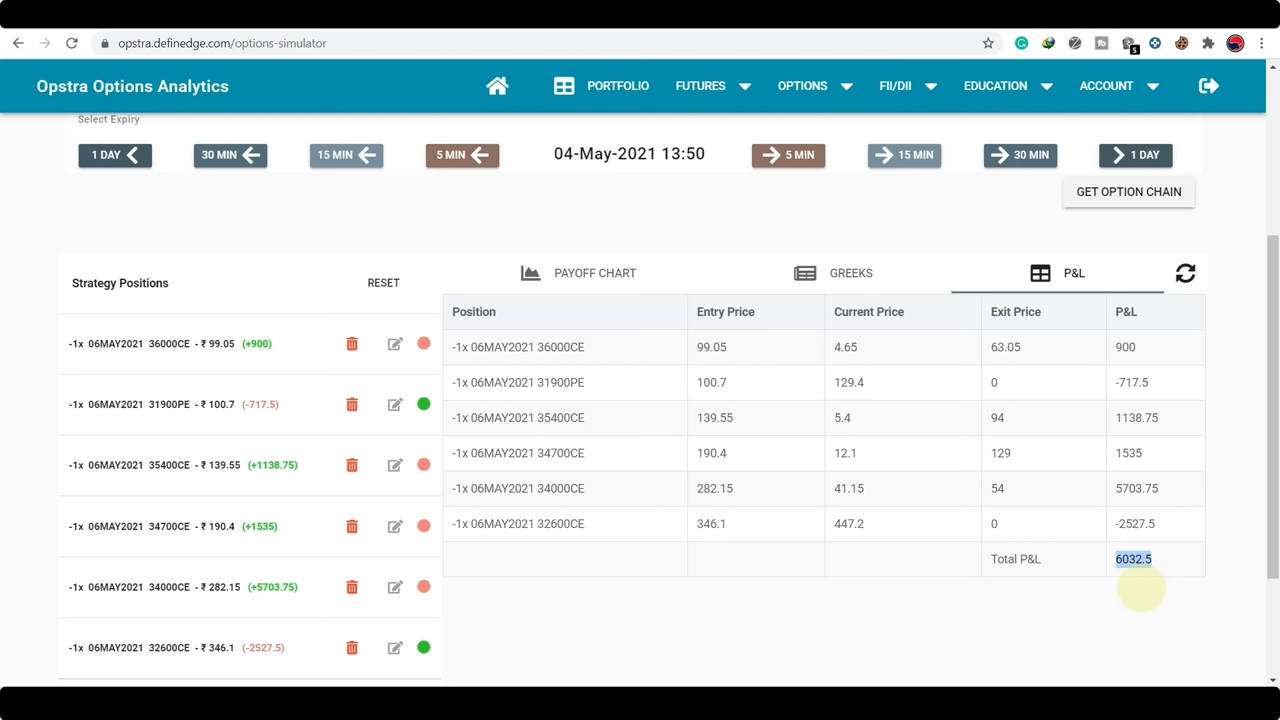 opstra.definedge.com/options-simulator
5
Opstra Options Analytics
PORTFOLIO FUTURES OPTIONS FII/DII EDUCATION ACCOUNT
Select Expiry
1 DAY 30 MIN 15 MIN 5 MIN 04-May-2021 13:50 5 MIN 15 MIN 30 MIN 1 DAY
GET OPTION CHAIN
Strategy Positions RESET
-1x 06MAY2021 36000CE - ₹ 99.05 (+900)
-1x 06MAY2021 31900PE - ₹ 100.7 (-717.5)
-1x 06MAY2021 35400CE - ₹ 139.55 (+1138.75)
-1x 06MAY2021 34700CE - ₹ 190.4 (+1535)
-1x 06MAY2021 34000CE - ₹ 282.15 (+5703.75)
-1x 06MAY2021 32600CE - ₹ 346.1 (-2527.5)
PAYOFF CHART GREEKS P&L
Position Entry Price Current Price Exit Price P&L
-1x 06MAY2021 36000CE 99.05 4.65 63.05 900
-1x 06MAY2021 31900PE 100.7 129.4 0 -717.5
-1x 06MAY2021 35400CE 139.55 5.4 94 1138.75
-1x 06MAY2021 34700CE 190.4 12.1 129 1535
-1x 06MAY2021 34000CE 282.15 41.15 54 5703.75
-1x 06MAY2021 32600CE 346.1 447.2 0 -2527.5
Total P&L 6032.5